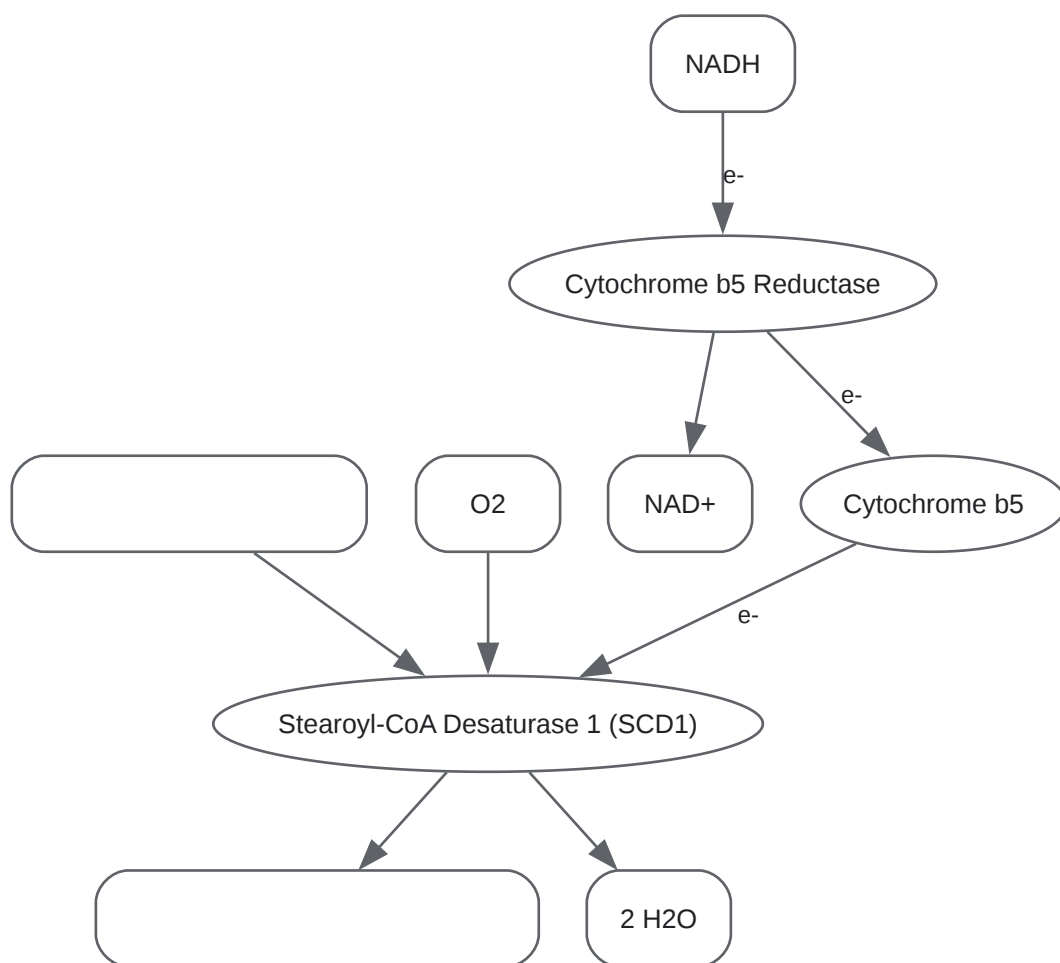 NADH
e-
Cytochrome b5 Reductase
e-
O2
NAD+
Cytochrome b5
e-
Stearoyl-CoA Desaturase 1 (SCD1)
2 H2O